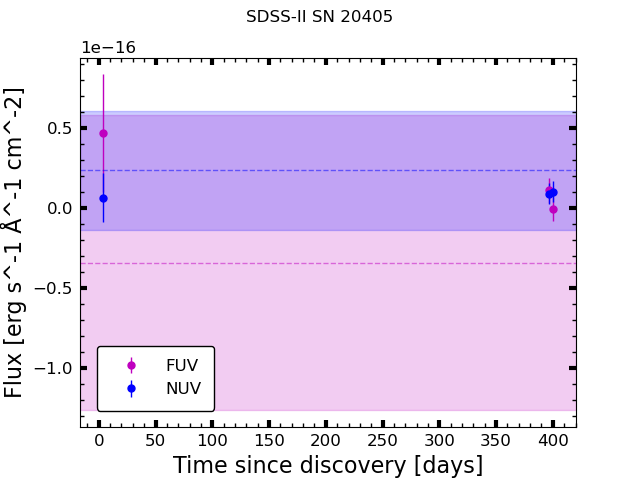 SDSS-II SN 20405
1e−16
0.5
0.0
−0.5
−1.0
Flux [erg s^-1 Å^-1 cm^-2]
FUV
NUV
0 50 100 150 200 250 300 350 400
Time since discovery [days]